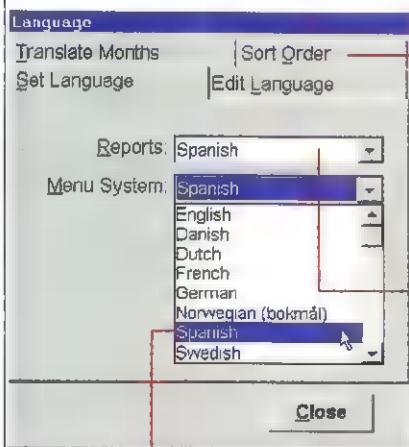 Language
Translate Months Sort Order
Set Language Edit Language
Reports: Spanish
Menu System: Spanish
English
Danish
Dutch
French
German
Norwegian (bokmål)
Spanish
Swedish
Close